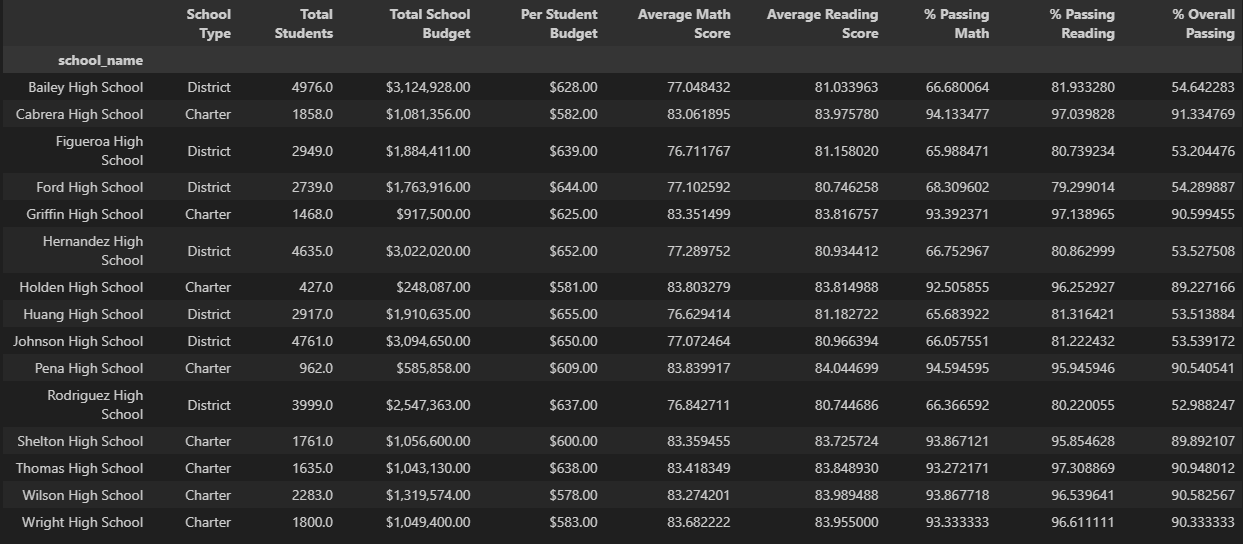 School Type Total Students Total School Budget Per Student Budget Average Math Score Average Reading Score % Passing Math % Passing Reading % Overall Passing
school_name
Bailey High School District 4976.0 $3,124,928.00 $628.00 77.048432 81.033963 66.680064 81.933280 54.642283
Cabrera High School Charter 1858.0 $1,081,356.00 $582.00 83.061895 83.975780 94.133477 97.039828 91.334769
Figueroa High School District 2949.0 $1,884,411.00 $639.00 76.711767 81.158020 65.988471 80.739234 53.204476
Ford High School District 2739.0 $1,763,916.00 $644.00 77.102592 80.746258 68.309602 79.299014 54.289887
Griffin High School Charter 1468.0 $917,500.00 $625.00 83.351499 83.816757 93.392371 97.138965 90.599455
Hernandez High School District 4635.0 $3,022,020.00 $652.00 77.289752 80.934412 66.752967 80.862999 53.527508
Holden High School Charter 427.0 $248,087.00 $581.00 83.803279 83.814988 92.505855 96.252927 89.227166
Huang High School District 2917.0 $1,910,635.00 $655.00 76.629414 81.182722 65.683922 81.316421 53.513884
Johnson High School District 4761.0 $3,094,650.00 $650.00 77.072464 80.966394 66.057551 81.222432 53.539172
Pena High School Charter 962.0 $585,858.00 $609.00 83.839917 84.044699 94.594595 95.945946 90.540541
Rodriguez High School District 3999.0 $2,547,363.00 $637.00 76.842711 80.744686 66.366592 80.220055 52.988247
Shelton High School Charter 1761.0 $1,056,600.00 $600.00 83.359455 83.725724 93.867121 95.854628 89.892107
Thomas High School Charter 1635.0 $1,043,130.00 $638.00 83.418349 83.848930 93.272171 97.308869 90.948012
Wilson High School Charter 2283.0 $1,319,574.00 $578.00 83.274201 83.989488 93.867718 96.539641 90.582567
Wright High School Charter 1800.0 $1,049,400.00 $583.00 83.682222 83.955000 93.333333 96.611111 90.333333